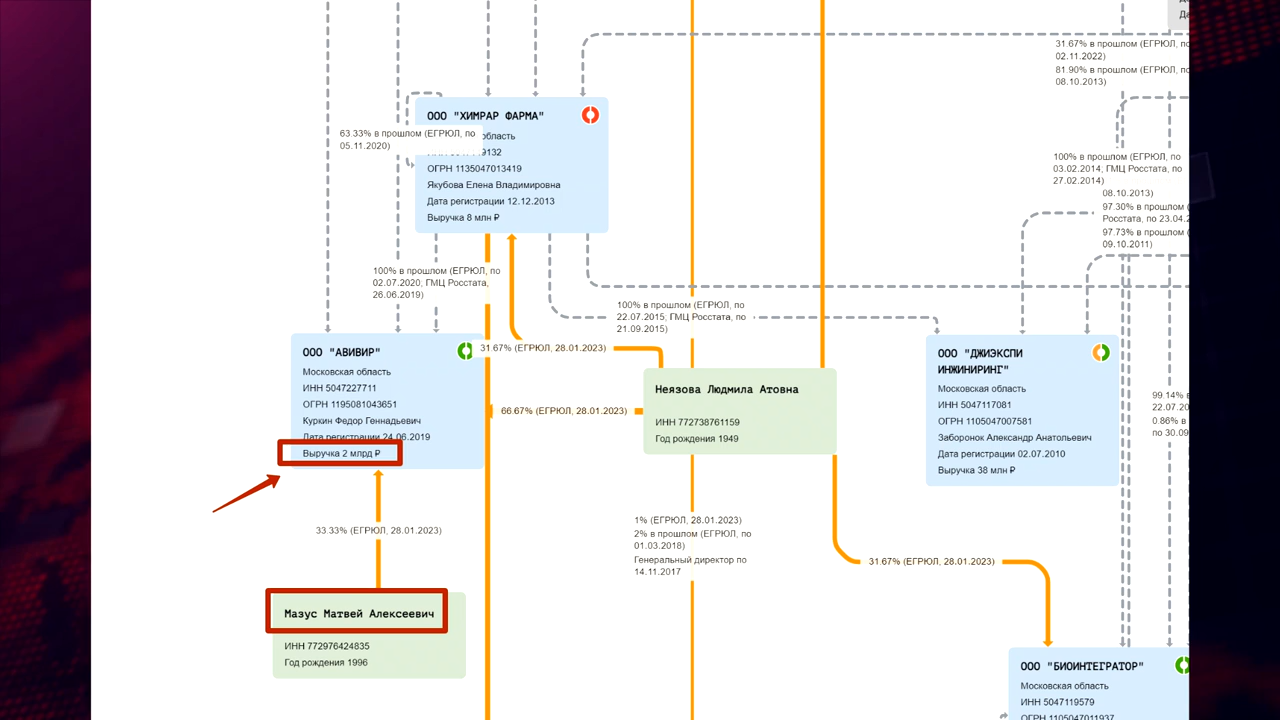 31.67% в прошлом (ЕГРЮЛ, по
02.11.2022)
81.90% в прошлом (ЕГРЮЛ, по
08.10.2013)
ООО "ХИМРАР ФАРМА"
63.33% в прошлом (ЕГРЮЛ, по
05.11.2020)
область
9132
ОГРН 1135047013419
Якубова Елена Владимировна
Дата регистрации 12.12.2013
Выручка 8 млн ₽
100% в прошлом (ЕГРЮЛ, по
03.02.2014; ГМЦ Росстата, по
27.02.2014)
08.10.2013)
97.30% в прошлом (ЕГРЮЛ,
Росстата, по 23.04.2
97.73% в прошлом (ЕГРЮЛ, по
09.10.2011)
100% в прошлом (ЕГРЮЛ, по
02.07.2020; ГМЦ Росстата,
26.06.2019)
100% в прошлом (ЕГРЮЛ, по
22.07.2015; ГМЦ Росстата, по
21.09.2015)
ООО "АВИВИР"
Московская область
ИНН 5047227711
ОГРН 1195081043651
Куркин Федор Геннадьевич
Дата регистрации 24.06.2019
Выручка 2 млрд ₽
31.67% (ЕГРЮЛ, 28.01.2023)
66.67% (ЕГРЮЛ, 28.01.2023)
Неязова Людмила Атовна
ИНН 772738761159
Год рождения 1949
ООО "ДЖИЭКСПИ
ИНЖИНИРИНГ"
Московская область
ИНН 5047117081
ОГРН 1105047007581
Заборонок Александр Анатольевич
Дата регистрации 02.07.2010
Выручка 38 млн ₽
99.14% в
22.07.20
0.86% в
по 30.09
33.33% (ЕГРЮЛ, 28.01.2023)
1% (ЕГРЮЛ, 28.01.2023)
2% в прошлом (ЕГРЮЛ, по
01.03.2018)
Генеральный директор по
14.11.2017
31.67% (ЕГРЮЛ, 28.01.2023)
Мазус Матвей Алексеевич
ИНН 772976424835
Год рождения 1996
ООО "БИОИНТЕГРАТОР"
Московская область
ИНН 5047119579
ОГРН 1105047011937